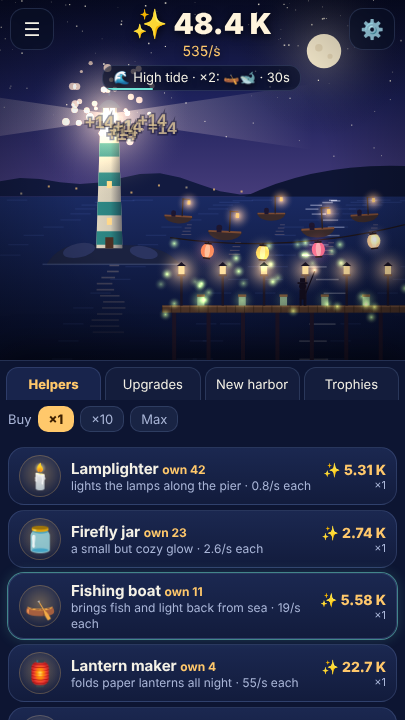 48.4 K
535/s
High tide · ×2: · 30s
+14
+14
+14
+14
Helpers
Upgrades
New harbor
Trophies
Buy
×1
×10
Max
Lamplighter own 42
lights the lamps along the pier · 0.8/s each
5.31 K
×1
Firefly jar own 23
a small but cozy glow · 2.6/s each
2.74 K
×1
Fishing boat own 11
brings fish and light back from sea · 19/s
each
5.58 K
×1
Lantern maker own 4
folds paper lanterns all night · 55/s each
22.7 K
×1